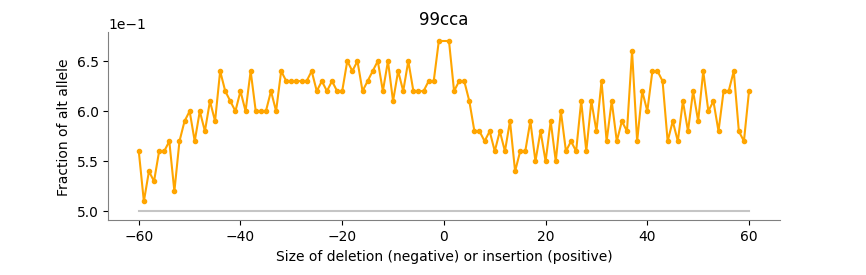 99cca
1e−1
6.5
6.0
5.5
5.0
Fraction of alt allele
−60 −40 −20 0 20 40 60
Size of deletion (negative) or insertion (positive)